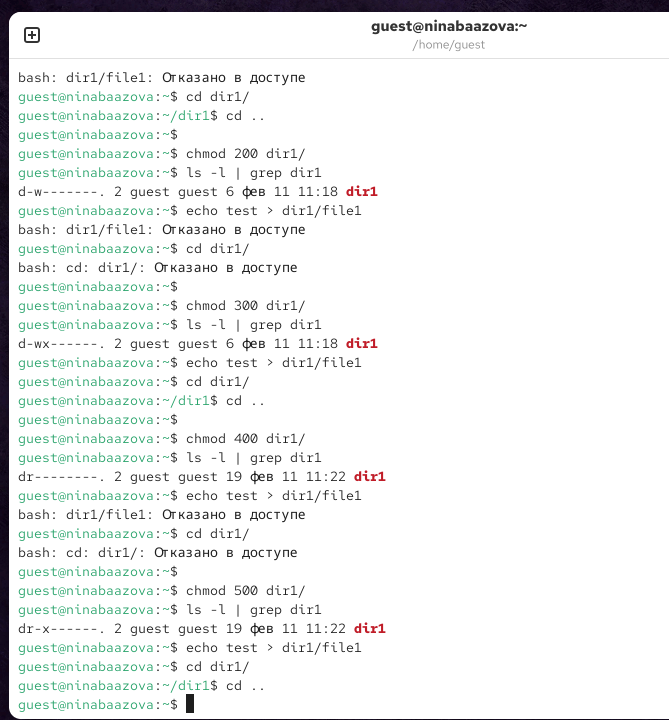 guest@ninabaazova:~
/home/guest
bash: dir1/file1: Отказано в доступе
guest@ninabaazova:~$ cd dir1/
guest@ninabaazova:~/dir1$ cd ..
guest@ninabaazova:~$
guest@ninabaazova:~$ chmod 200 dir1/
guest@ninabaazova:~$ ls -l | grep dir1
d-w-------. 2 guest guest 6 фев 11 11:18 dir1
guest@ninabaazova:~$ echo test > dir1/file1
bash: dir1/file1: Отказано в доступе
guest@ninabaazova:~$ cd dir1/
bash: cd: dir1/: Отказано в доступе
guest@ninabaazova:~$
guest@ninabaazova:~$ chmod 300 dir1/
guest@ninabaazova:~$ ls -l | grep dir1
d-wx------. 2 guest guest 6 фев 11 11:18 dir1
guest@ninabaazova:~$ echo test > dir1/file1
guest@ninabaazova:~$ cd dir1/
guest@ninabaazova:~/dir1$ cd ..
guest@ninabaazova:~$
guest@ninabaazova:~$ chmod 400 dir1/
guest@ninabaazova:~$ ls -l | grep dir1
dr--------. 2 guest guest 19 фев 11 11:22 dir1
guest@ninabaazova:~$ echo test > dir1/file1
bash: dir1/file1: Отказано в доступе
guest@ninabaazova:~$ cd dir1/
bash: cd: dir1/: Отказано в доступе
guest@ninabaazova:~$
guest@ninabaazova:~$ chmod 500 dir1/
guest@ninabaazova:~$ ls -l | grep dir1
dr-x------. 2 guest guest 19 фев 11 11:22 dir1
guest@ninabaazova:~$ echo test > dir1/file1
guest@ninabaazova:~$ cd dir1/
guest@ninabaazova:~/dir1$ cd ..
guest@ninabaazova:~$